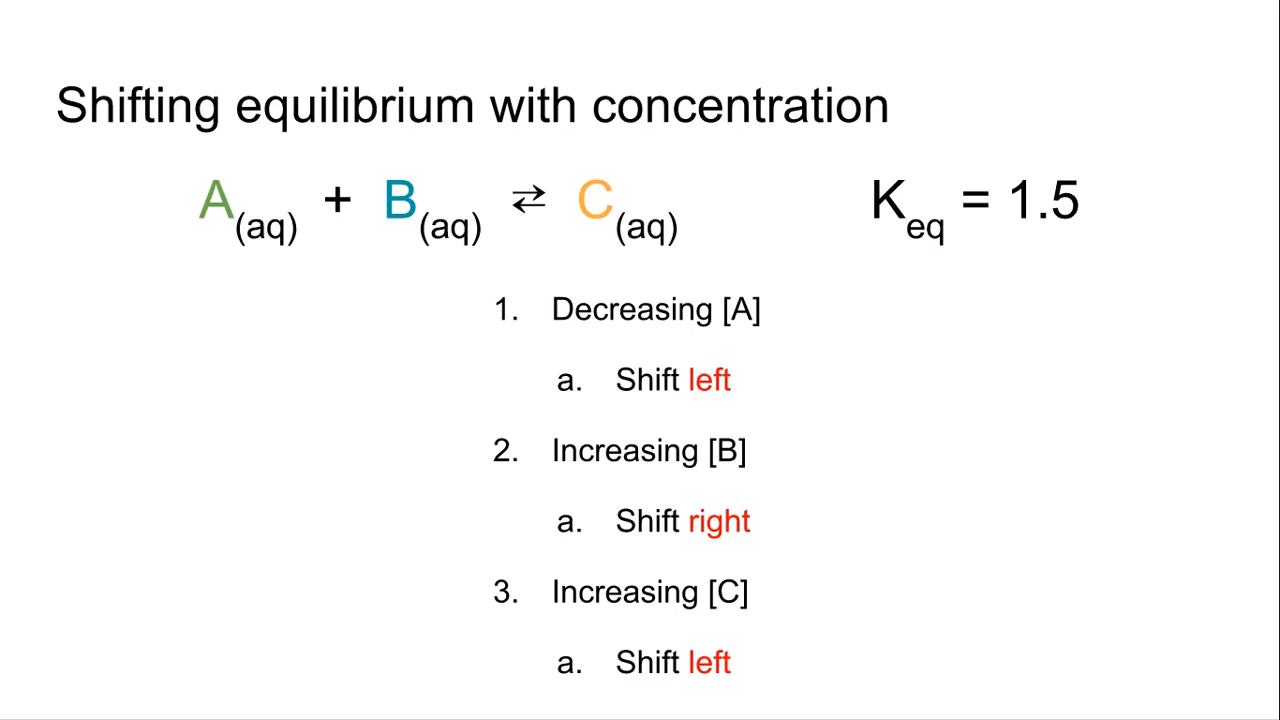 Shifting equilibrium with concentration
A(aq) + B(aq) ⇄ C(aq) Keq = 1.5
1. Decreasing [A]
a. Shift left
2. Increasing [B]
a. Shift right
3. Increasing [C]
a. Shift left